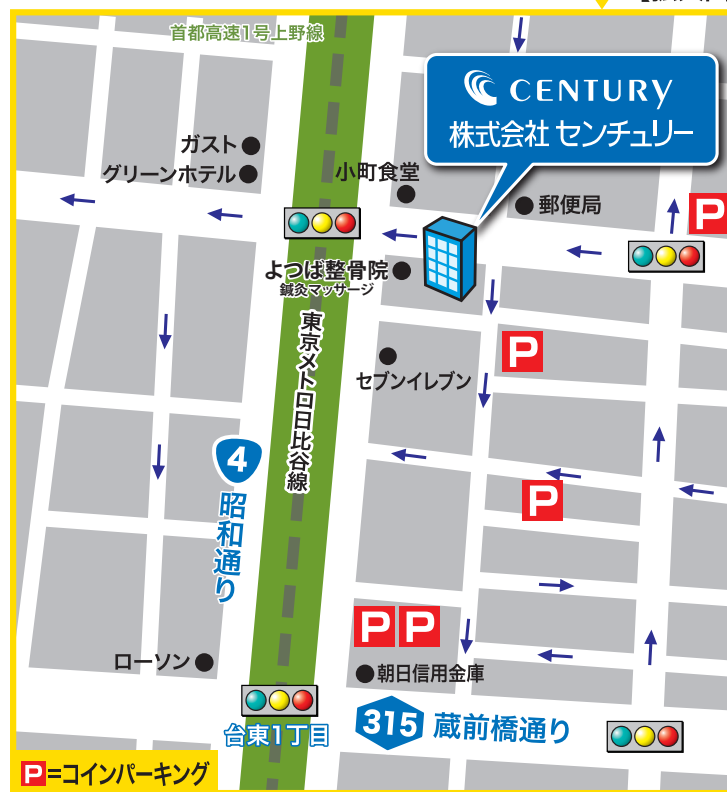 首都高速1号上野線
CENTURY
株式会社 センチュリー
ガスト
グリーンホテル
小町食堂
郵便局
P
よつば整骨院
鍼灸マッサージ
東京メトロ日比谷線
P
セブンイレブン
4
昭和通り
P
P P
ローソン
朝日信用金庫
台東1丁目
315 蔵前橋通り
P=コインパーキング